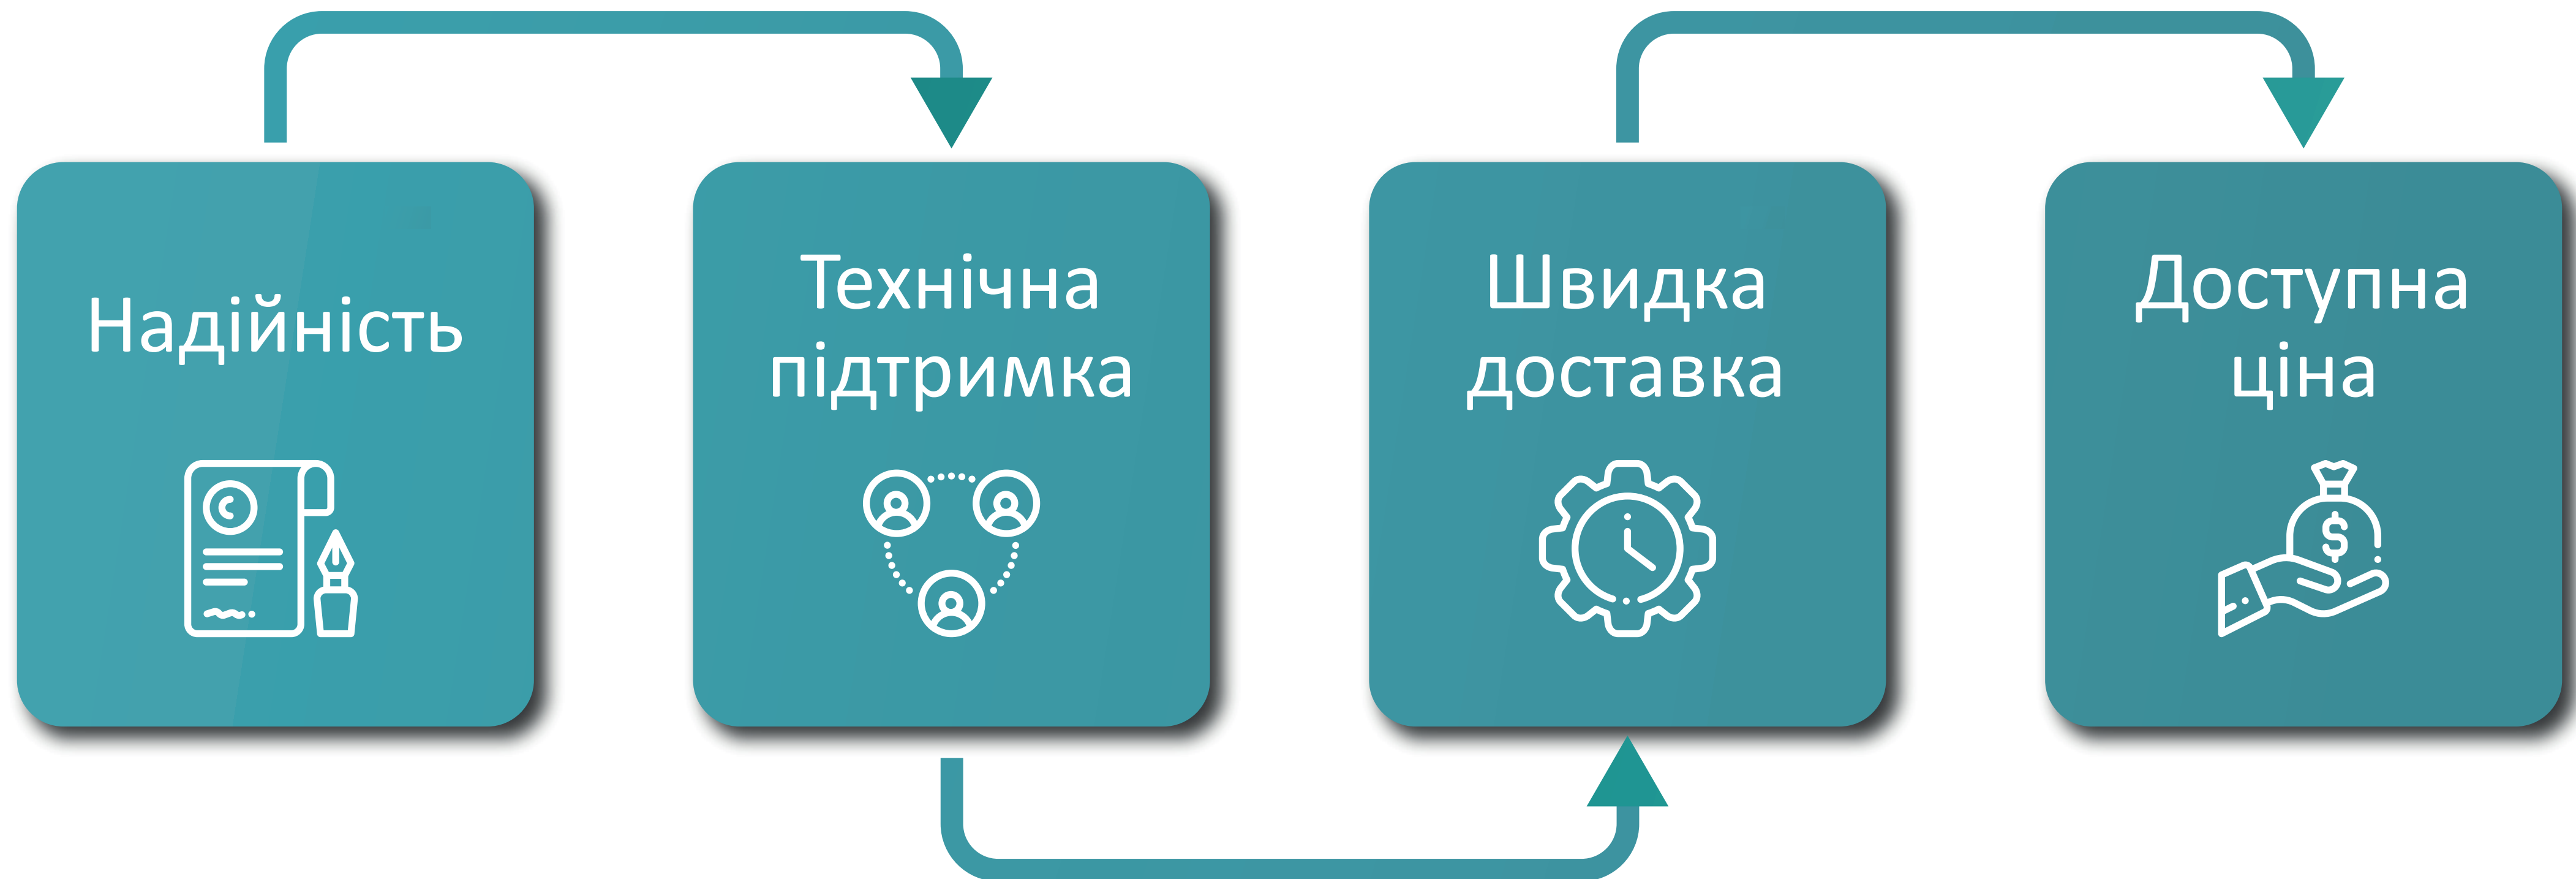 Надійність
Технічна
підтримка
Швидка
доставка
Доступна
ціна